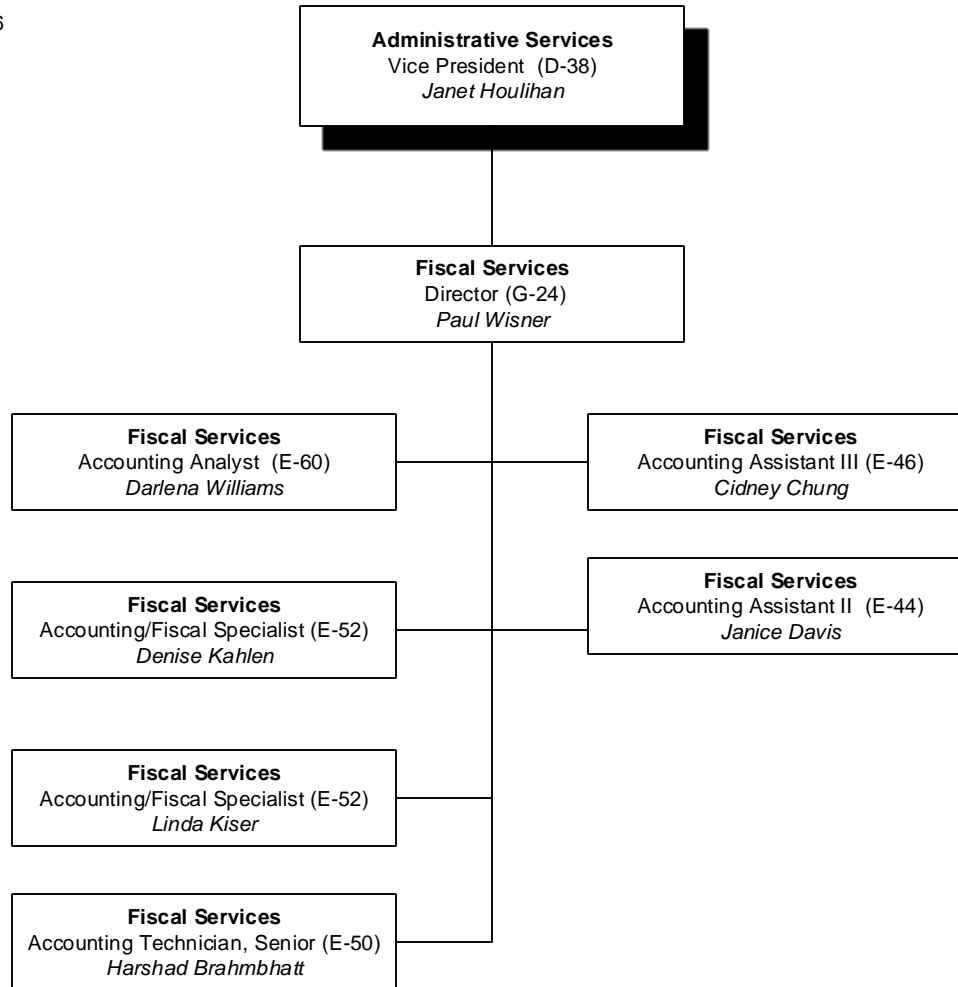 6
Administrative Services
Vice President (D-38)
Janet Houlihan
Fiscal Services
Director (G-24)
Paul Wisner
Fiscal Services
Accounting Analyst (E-60)
Darlena Williams
Fiscal Services
Accounting Assistant III (E-46)
Cidney Chung
Fiscal Services
Accounting/Fiscal Specialist (E-52)
Denise Kahlen
Fiscal Services
Accounting Assistant II (E-44)
Janice Davis
Fiscal Services
Accounting/Fiscal Specialist (E-52)
Linda Kiser
Fiscal Services
Accounting Technician, Senior (E-50)
Harshad Brahmbhatt